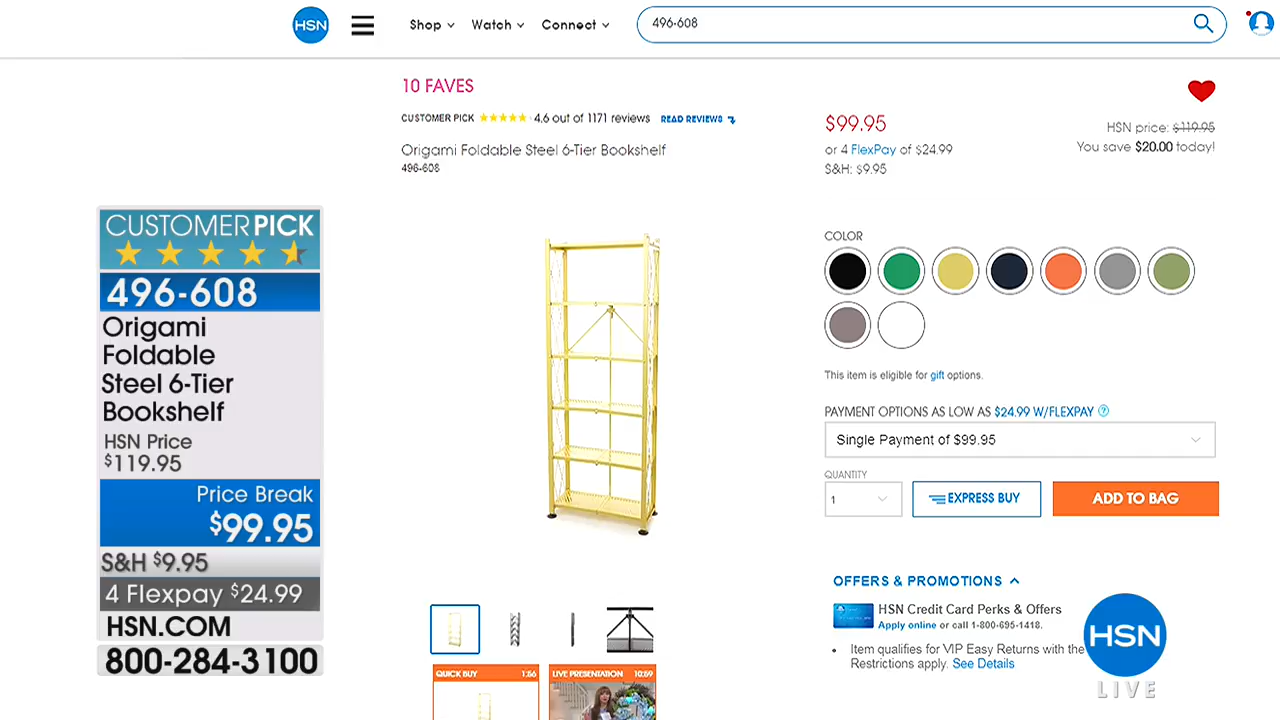 HSN
Shop
Watch
Connect
496-608
10 FAVES
CUSTOMER PICK
4.6 out of 1171 reviews
READ REVIEWS
Origami Foldable Steel 6-Tier Bookshelf
496-608
$99.95
or 4 FlexPay of $24.99
S&H: $9.95
HSN price: $119.95
You save $20.00 today!
CUSTOMERPICK
496-608
Origami
Foldable
Steel 6-Tier
Bookshelf
HSN Price
$119.95
Price Break
$99.95
S&H $9.95
4 Flexpay $24.99
HSN.COM
800-284-3100
COLOR
This item is eligible for gift options.
PAYMENT OPTIONS AS LOW AS $24.99 W/FLEXPAY ?
Single Payment of $99.95
QUANTITY
1
EXPRESS BUY
ADD TO BAG
OFFERS & PROMOTIONS
HSN Credit Card Perks & Offers
Apply online or call 1-800-695-1418.
• Item qualifies for VIP Easy Returns with the
Restrictions apply. See Details
QUICK BUY 1:56
LIVE PRESENTATION 10:59
HSN
LIVE